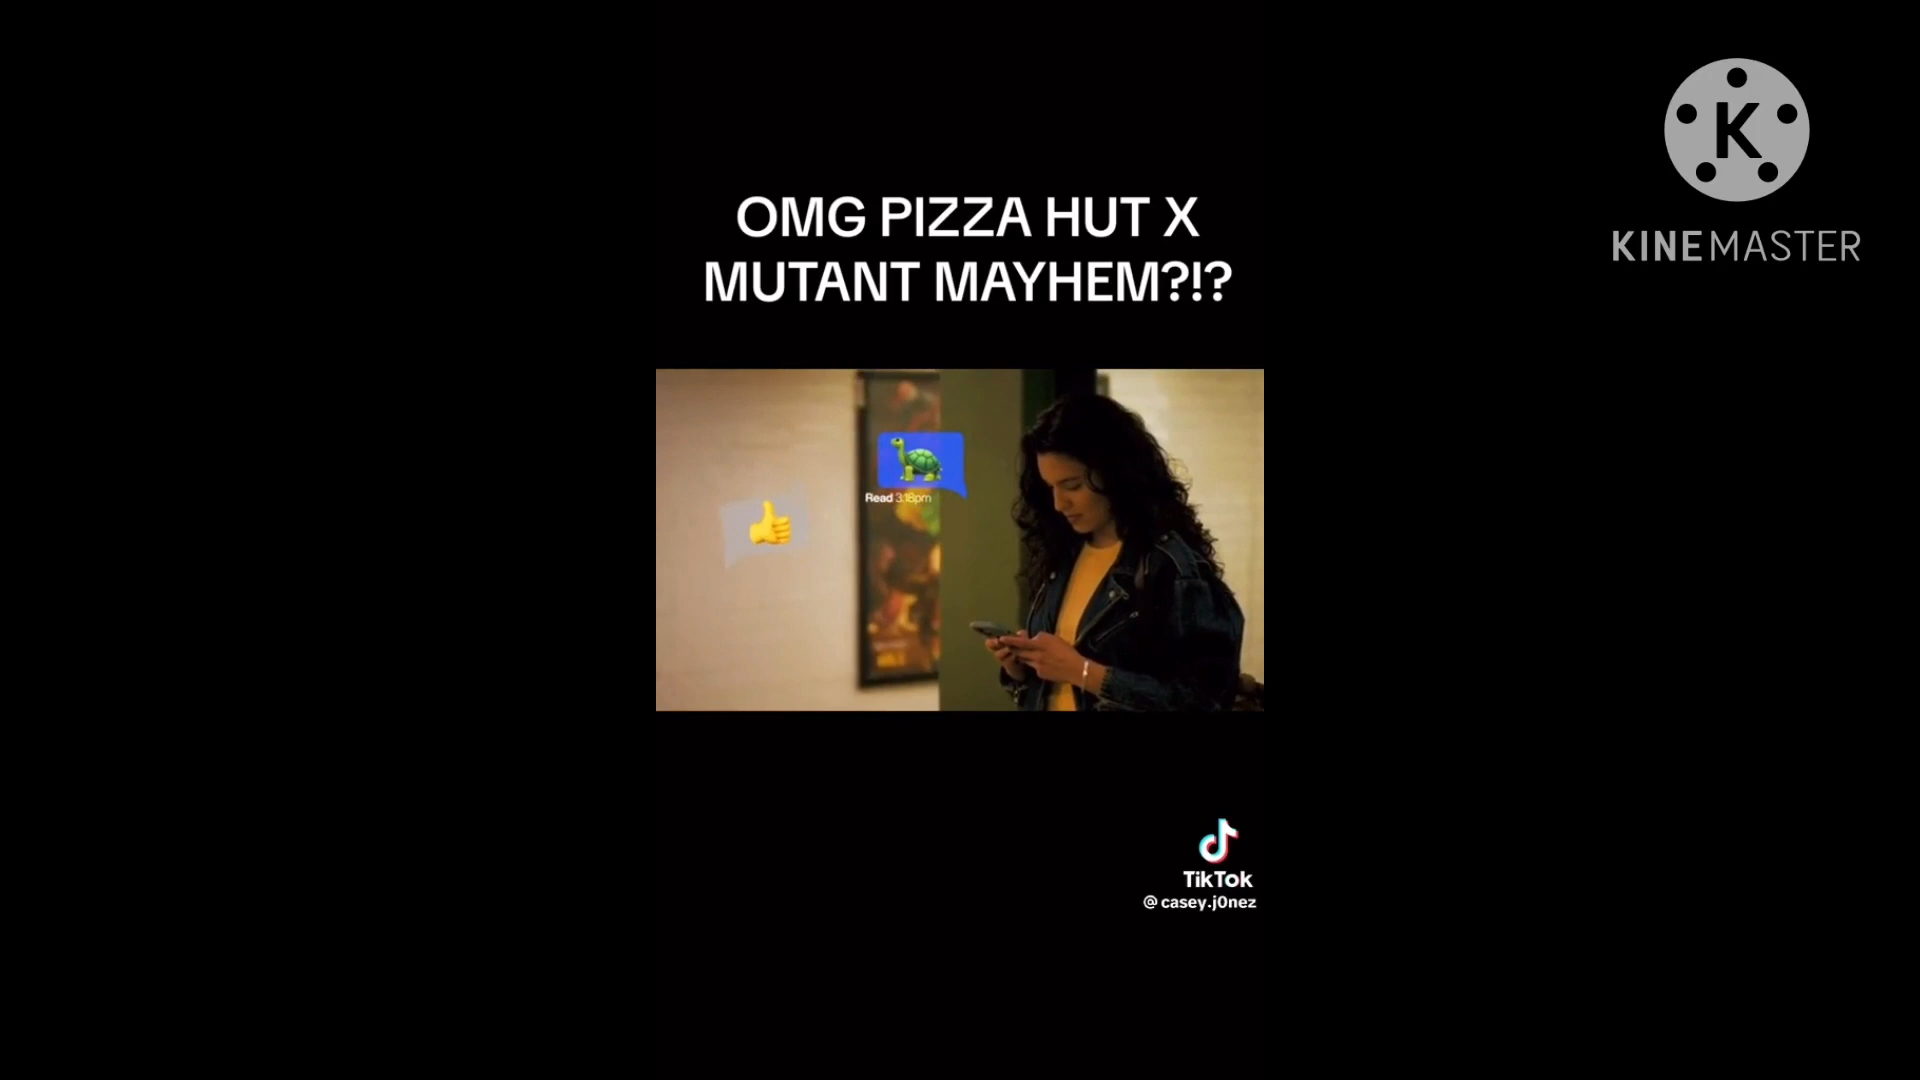 OMG PIZZA HUT X
MUTANT MAYHEM?!?
K
KINEMASTER
Read 3:18pm
TikTok
@casey.j0nez